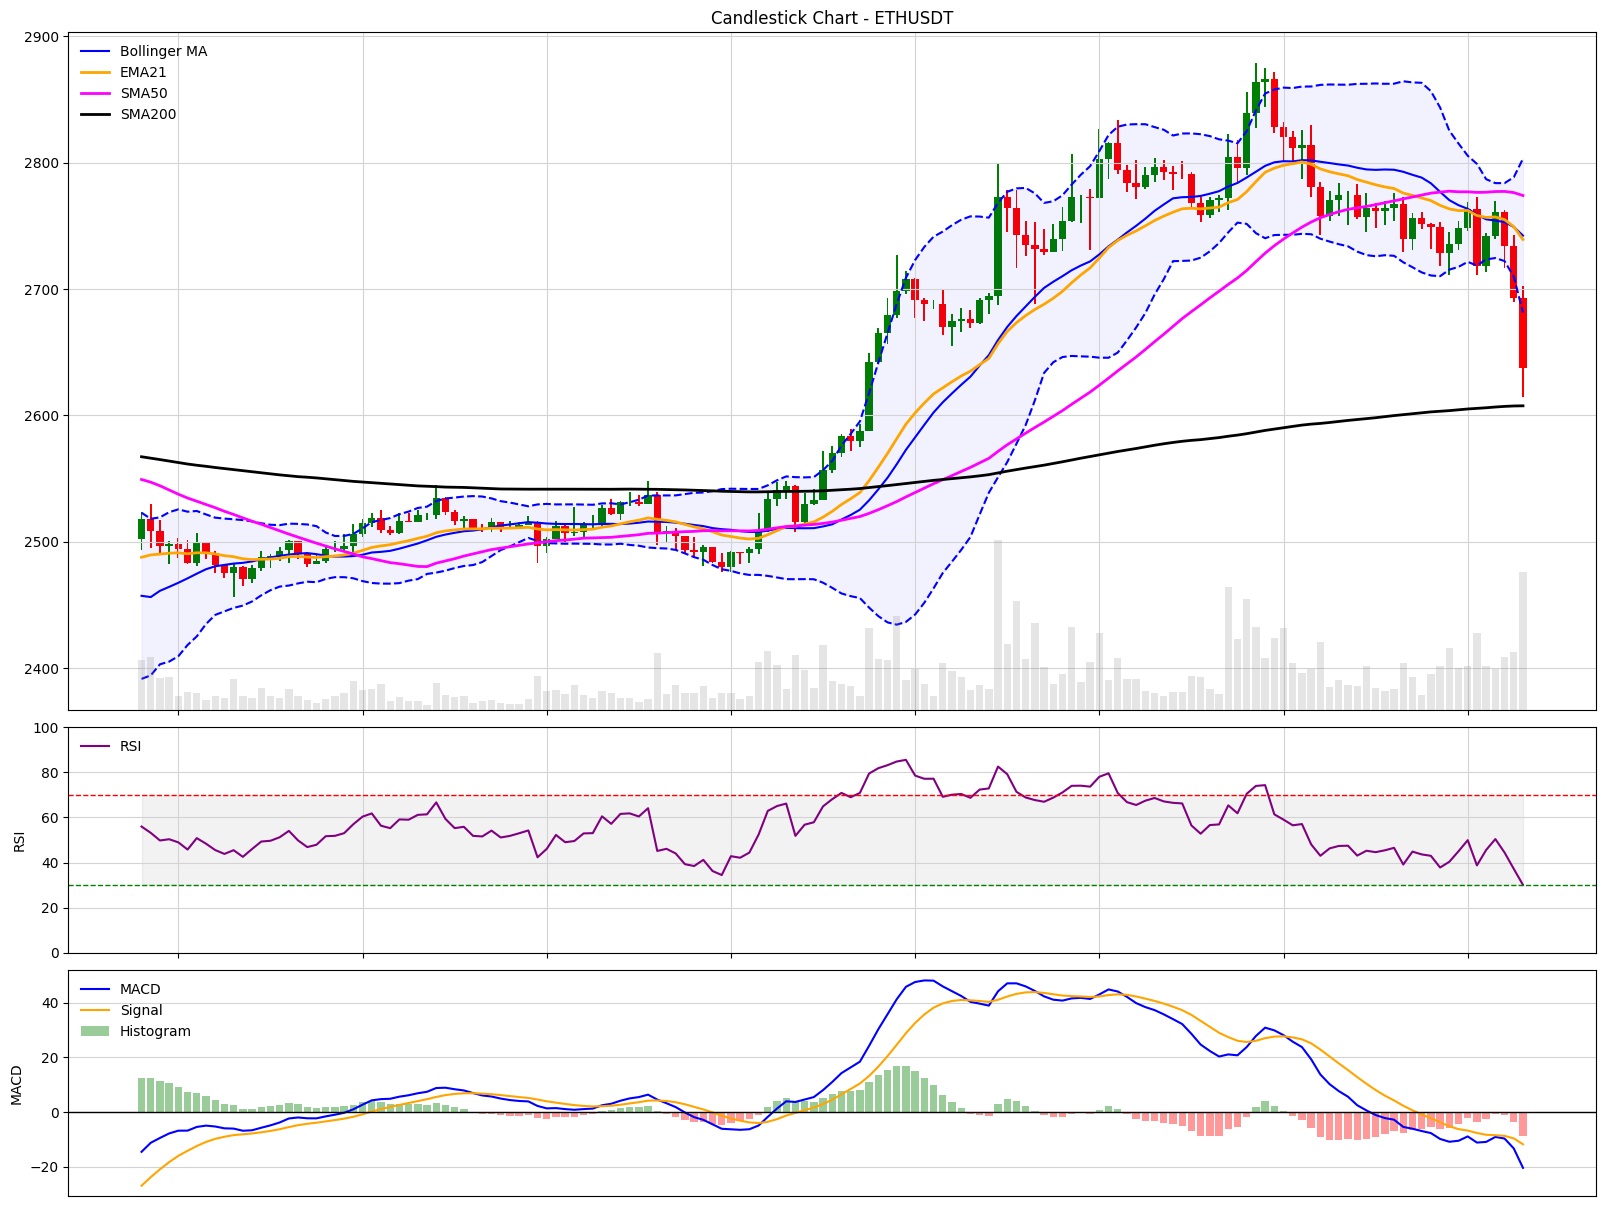 Candlestick Chart - ETHUSDT
2900
2800
2700
2600
2500
2400
Bollinger MA
EMA21
SMA50
SMA200
100
80
60
40
20
0
RSI
RSI
40
20
0
−20
MACD
MACD
Signal
Histogram